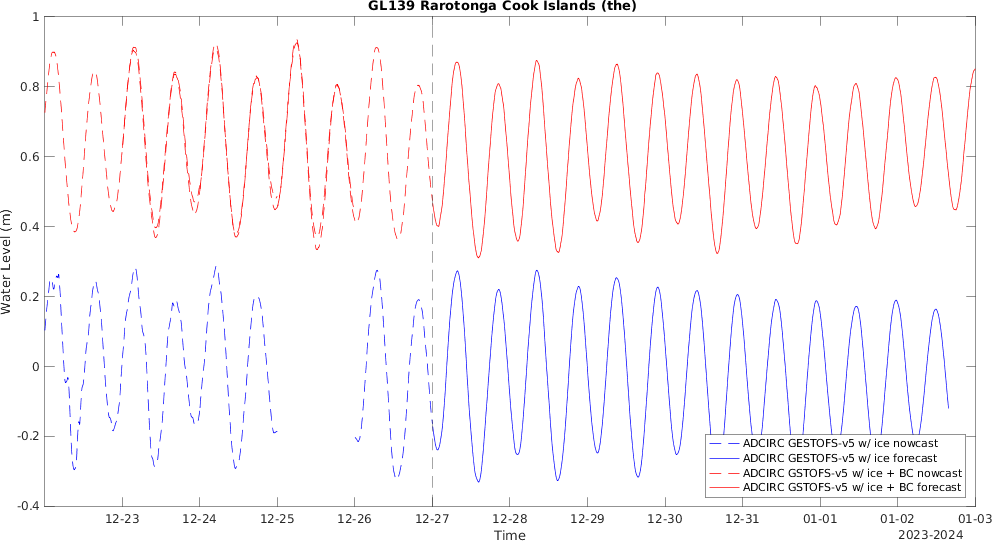 GL139 Rarotonga Cook Islands (the)
1
0.8
0.6
0.4
0.2
0
-0.2
-0.4
Water Level (m)
ADCIRC GESTOFS-v5 w/ ice nowcast
ADCIRC GESTOFS-v5 w/ ice forecast
ADCIRC GSTOFS-v5 w/ ice + BC nowcast
ADCIRC GSTOFS-v5 w/ ice + BC forecast
12-23 12-24 12-25 12-26 12-27 12-28 12-29 12-30 12-31 01-01 01-02 01-03
Time
2023-2024